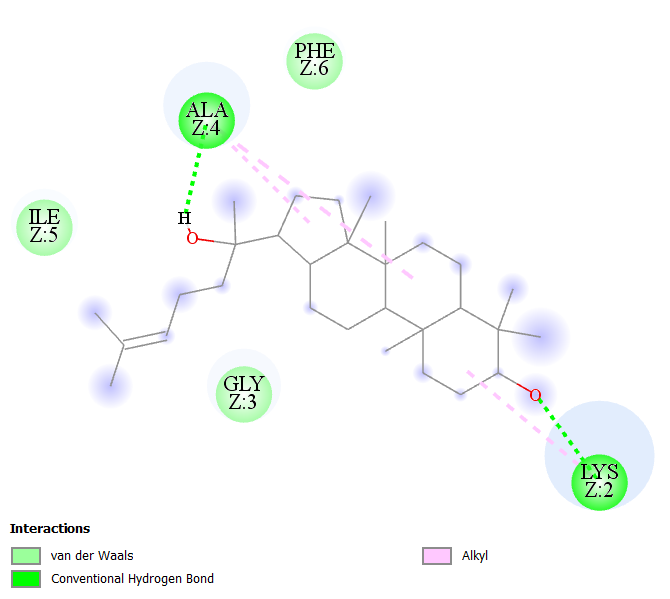 PHE
Z:6
ALA
Z:4
H
O
ILE
Z:5
GLY
Z:3
O
LYS
Z:2
Interactions
van der Waals
Conventional Hydrogen Bond
Alkyl